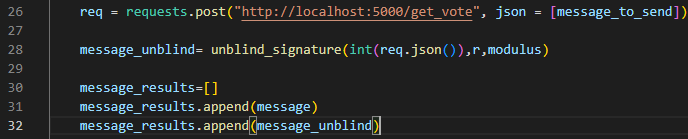 26 req = requests.post("http://localhost:5000/get_vote", json = [message_to_send])
27
28 message_unblind= unblind_signature(int(req.json()),r,modulus)
29
30 message_results=[]
31 message_results.append(message)
32 message_results.append(message_unblind)